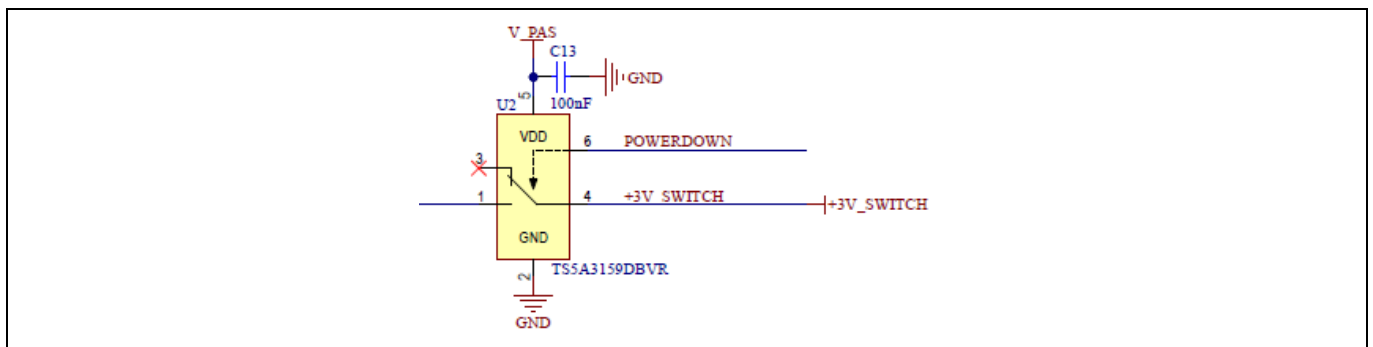 V_PAS
C13
GND
100nF
U2
5
VDD
6 POWERDOWN
3
1
4 +3V_SWITCH +3V_SWITCH
GND
TS5A3159DBVR
2
GND